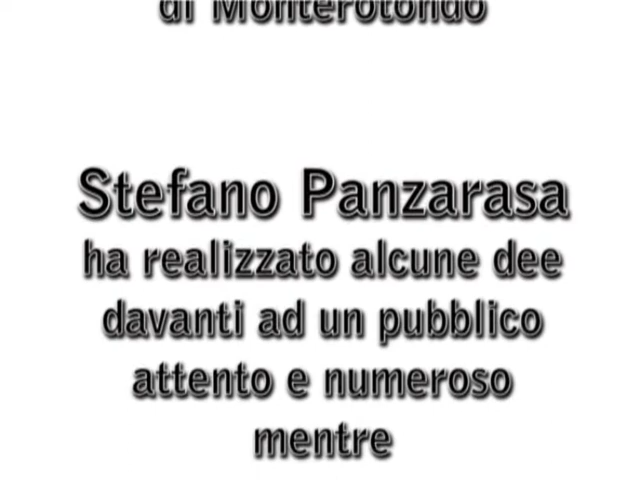 di Monterotondo
Stefano Panzarasa
ha realizzato alcune dee
davanti ad un pubblico
attento e numeroso
mentre